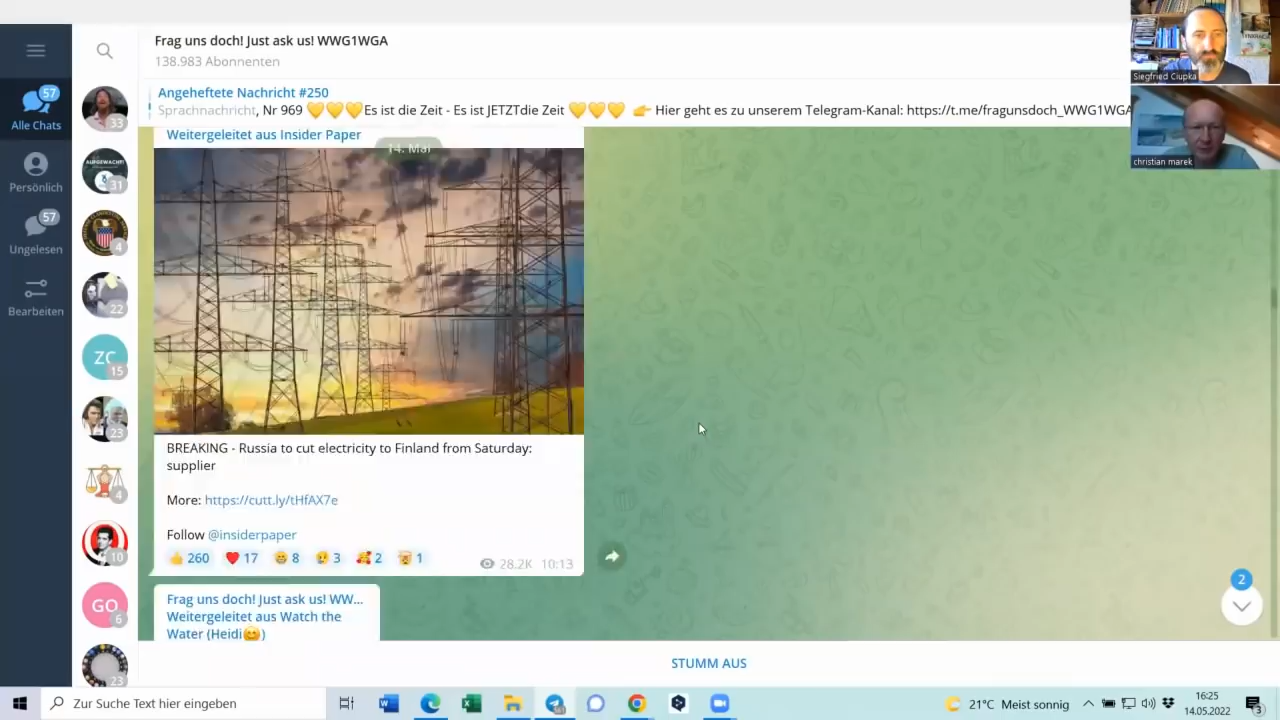 Frag uns doch! Just ask us! WWG1WGA
138.983 Abonnenten
Siegfried Ciupka
57
Alle Chats
33
Angeheftete Nachricht #250
Sprachnachricht, Nr 969 💛💛💛Es ist die Zeit - Es ist JETZTdie Zeit 💛💛💛 👉 Hier geht es zu unserem Telegram-Kanal: https://t.me/fragunsdoch_WWG1WGA
Weitergeleitet aus Insider Paper
14. Mai
christian marek
AUFGEWACHT!
31
Persönlich
57
Ungelesen
4
Bearbeiten
22
ZC
15
23
BREAKING - Russia to cut electricity to Finland from Saturday:
supplier
More: https://cutt.ly/tHfAX7e
4
Follow @insiderpaper
👍 260 ❤ 17 😁 8 😢 3 🥰 2 🤯 1
28.2K 10:13
10
GO
6
Frag uns doch! Just ask us! WW...
Weitergeleitet aus Watch the
Water (Heidi😊)
2
23
STUMM AUS
Zur Suche Text hier eingeben
21°C Meist sonnig
16:25
14.05.2022
3